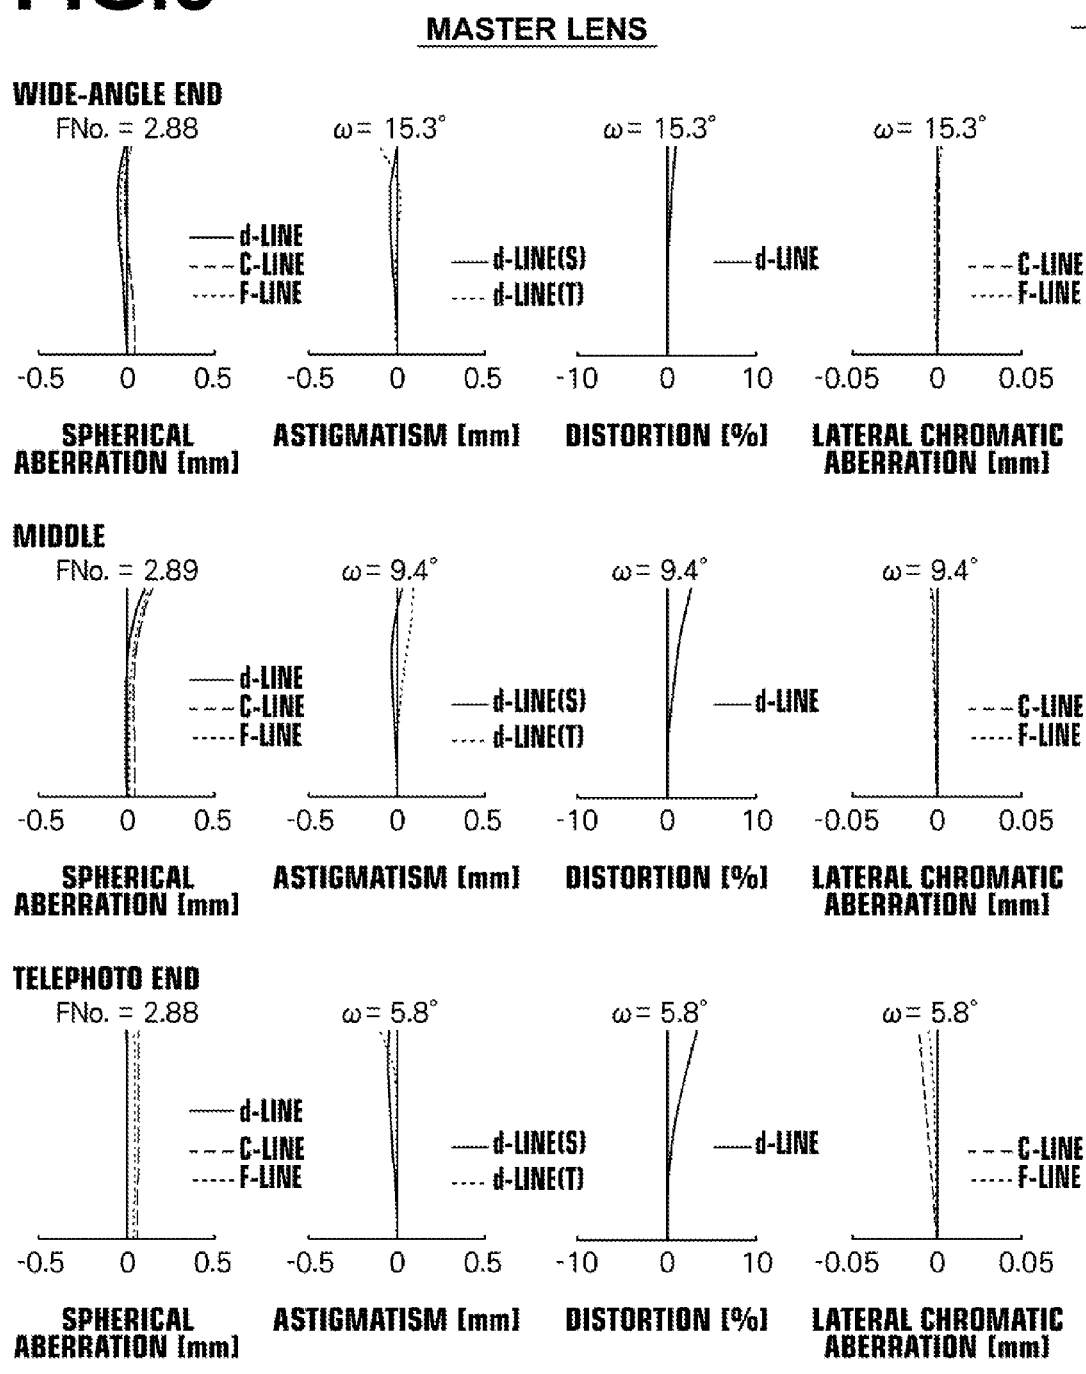 MASTER LENS
WIDE-ANGLE END
FNo. = 2.88
ω = 15.3°
ω = 15.3°
ω = 15.3°
d-LINE
C-LINE
F-LINE
d-LINE(S)
d-LINE(T)
d-LINE
C-LINE
F-LINE
-0.5 0 0.5
-0.5 0 0.5
-10 0 10
-0.05 0 0.05
SPHERICAL
ABERRATION [mm]
ASTIGMATISM [mm]
DISTORTION [%]
LATERAL CHROMATIC
ABERRATION [mm]
MIDDLE
FNo. = 2.89
ω = 9.4°
ω = 9.4°
ω = 9.4°
d-LINE
C-LINE
F-LINE
d-LINE(S)
d-LINE(T)
d-LINE
C-LINE
F-LINE
-0.5 0 0.5
-0.5 0 0.5
-10 0 10
-0.05 0 0.05
SPHERICAL
ABERRATION [mm]
ASTIGMATISM [mm]
DISTORTION [%]
LATERAL CHROMATIC
ABERRATION [mm]
TELEPHOTO END
FNo. = 2.88
ω = 5.8°
ω = 5.8°
ω = 5.8°
d-LINE
C-LINE
F-LINE
d-LINE(S)
d-LINE(T)
d-LINE
C-LINE
F-LINE
-0.5 0 0.5
-0.5 0 0.5
-10 0 10
-0.05 0 0.05
SPHERICAL
ABERRATION [mm]
ASTIGMATISM [mm]
DISTORTION [%]
LATERAL CHROMATIC
ABERRATION [mm]